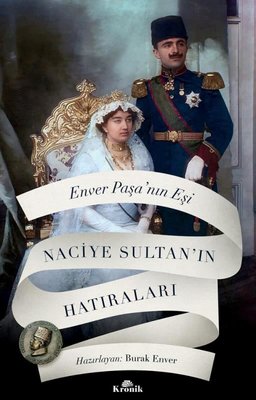 Enver Paşa'nın Eşi
NACİYE SULTAN'IN
HATIRALARI
Hazırlayan: Burak Enver
Kronik